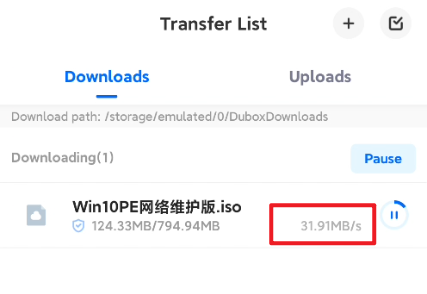 Transfer List
Downloads Uploads
Download path: /storage/emulated/0/DuboxDownloads
Downloading(1) Pause
Win10PE网络维护版.iso
124.33MB/794.94MB 31.91MB/s